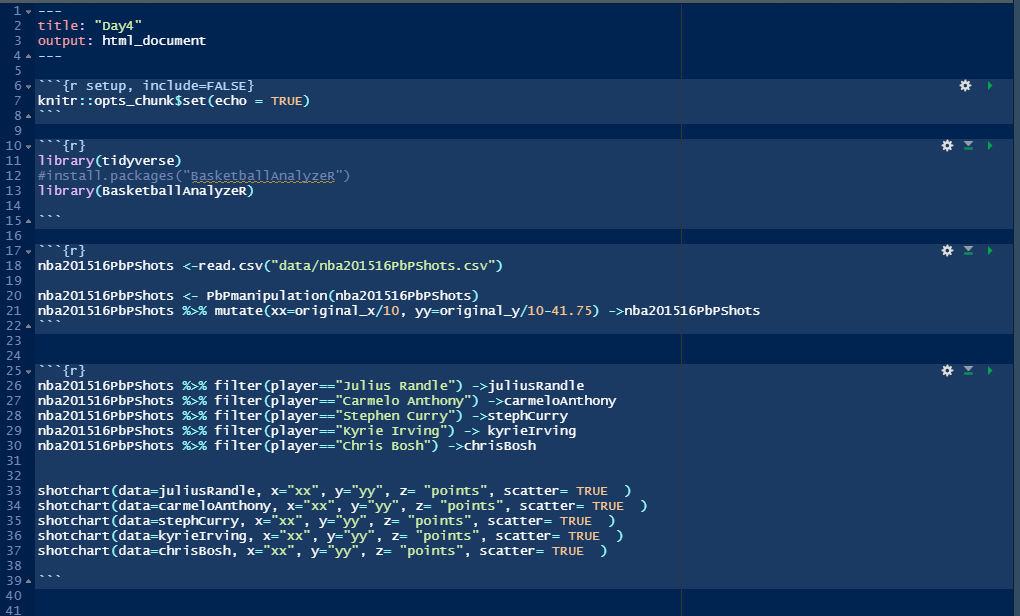 1 ---
2 title: "Day4"
3 output: html_document
4 ---
5
6 ```{r setup, include=FALSE}
7 knitr::opts_chunk$set(echo = TRUE)
8 ```
9
10 ```{r}
11 library(tidyverse)
12 #install.packages("BasketballAnalyzeR")
13 library(BasketballAnalyzeR)
14
15 ```
16
17 ```{r}
18 nba201516PbPShots <-read.csv("data/nba201516PbPShots.csv")
19
20 nba201516PbPShots <- PbPmanipulation(nba201516PbPShots)
21 nba201516PbPShots %>% mutate(xx=original_x/10, yy=original_y/10-41.75) ->nba201516PbPShots
22 ```
23
24
25 ```{r}
26 nba201516PbPShots %>% filter(player=="Julius Randle") ->juliusRandle
27 nba201516PbPShots %>% filter(player=="Carmelo Anthony") ->carmeloAnthony
28 nba201516PbPShots %>% filter(player=="Stephen Curry") ->stephCurry
29 nba201516PbPShots %>% filter(player=="Kyrie Irving") -> kyrieIrving
30 nba201516PbPShots %>% filter(player=="Chris Bosh") ->chrisBosh
31
32
33 shotchart(data=juliusRandle, x="xx", y="yy", z= "points", scatter= TRUE  )
34 shotchart(data=carmeloAnthony, x="xx", y="yy", z= "points", scatter= TRUE  )
35 shotchart(data=stephCurry, x="xx", y="yy", z= "points", scatter= TRUE  )
36 shotchart(data=kyrieIrving, x="xx", y="yy", z= "points", scatter= TRUE  )
37 shotchart(data=chrisBosh, x="xx", y="yy", z= "points", scatter= TRUE  )
38
39 ```
40
41